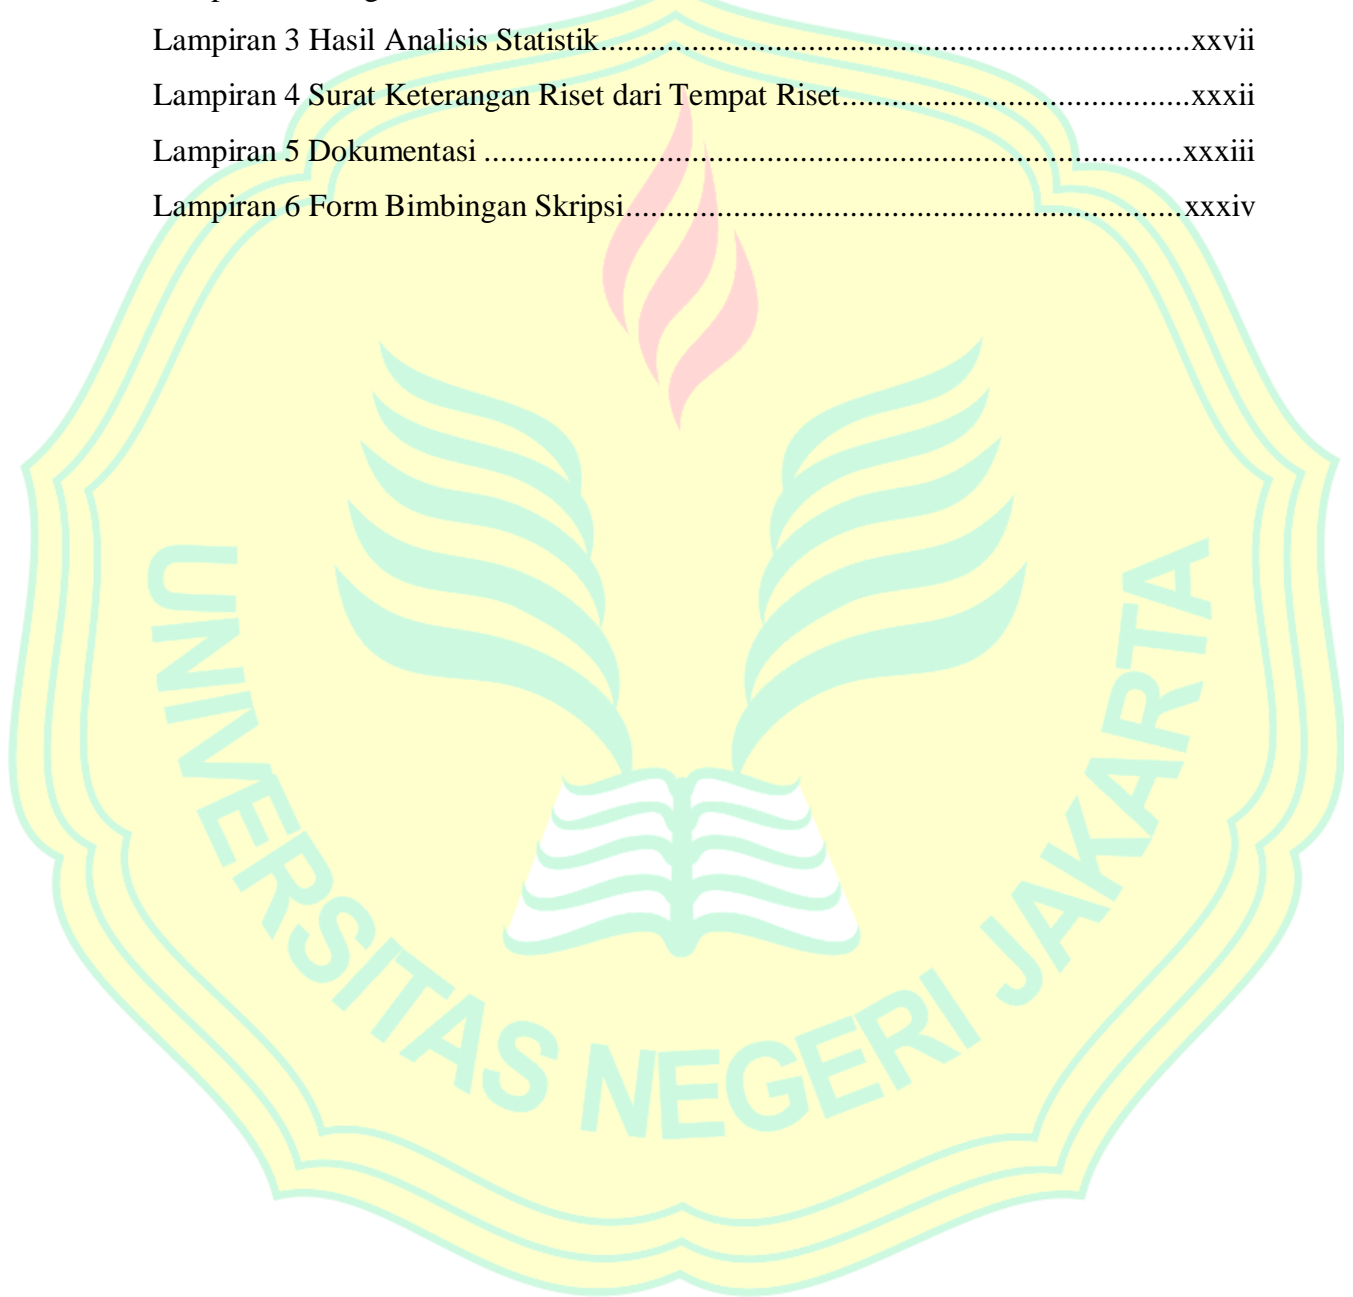 Lampiran 3 Hasil Analisis Statistik.......................................................................xxvii
Lampiran 4 Surat Keterangan Riset dari Tempat Riset..........................................xxxii
Lampiran 5 Dokumentasi ....................................................................................xxxiii
Lampiran 6 Form Bimbingan Skripsi...................................................................xxxiv
UNIVERSITAS NEGERI JAKARTA